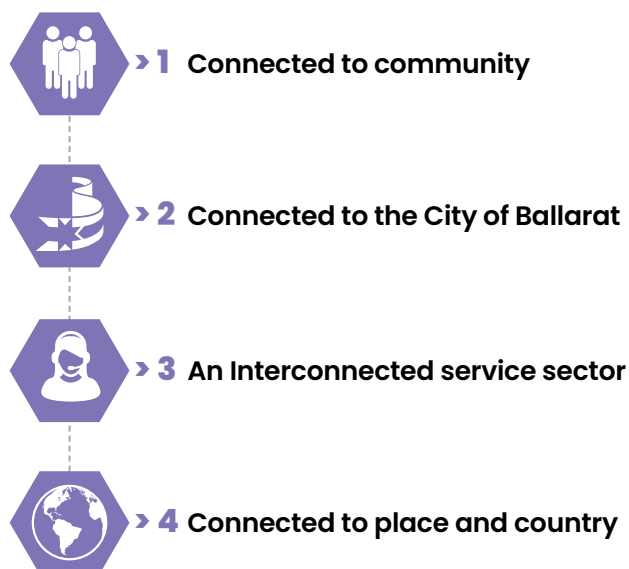 > 1 Connected to community
> 2 Connected to the City of Ballarat
> 3 An Interconnected service sector
> 4 Connected to place and country